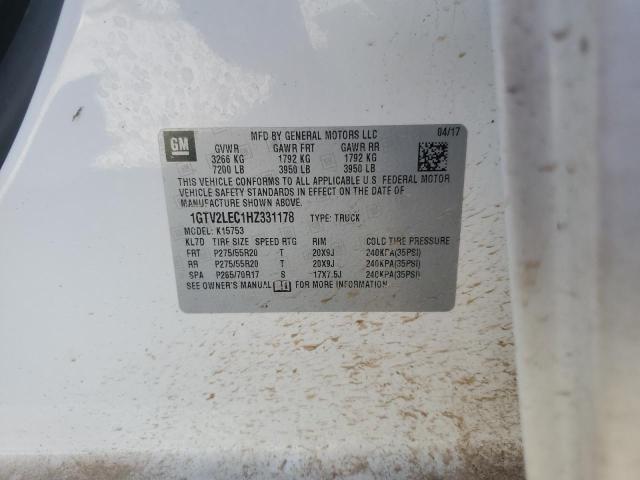 GM
MFD BY GENERAL MOTORS LLC 04/17
GVWR GAWR FRT GAWR RR
3266 KG 1792 KG 1792 KG
7200 LB 3950 LB 3950 LB
THIS VEHICLE CONFORMS TO ALL APPLICABLE U.S. FEDERAL MOTOR
VEHICLE SAFETY STANDARDS IN EFFECT ON THE DATE OF
MANUFACTURE SHOWN ABOVE.
1GTV2LEC1HZ331178 TYPE: TRUCK
MODEL: K15753
KL7D TIRE SIZE SPEED RTG RIM COLD TIRE PRESSURE
FRT P275/55R20 T 20X9J 240KPA(35PSI)
RR P275/55R20 T 20X9J 240KPA(35PSI)
SPA P265/70R17 S 17X7.5J 240KPA(35PSI)
SEE OWNER'S MANUAL FOR MORE INFORMATION